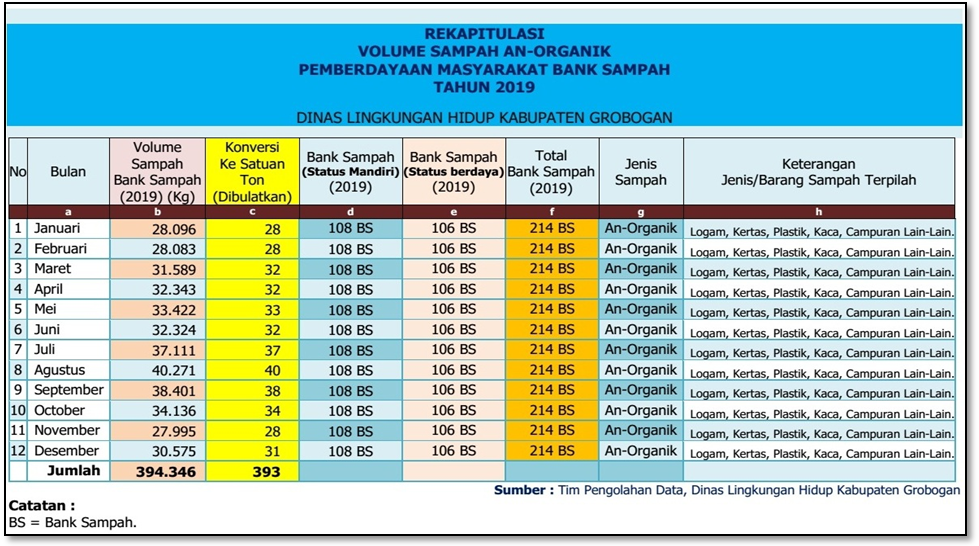 REKAPITULASI
VOLUME SAMPAH AN-ORGANIK
PEMBERDAYAAN MASYARAKAT BANK SAMPAH
TAHUN 2019
DINAS LINGKUNGAN HIDUP KABUPATEN GROBOGAN
No Bulan Volume Sampah Bank Sampah (2019) (Kg) Konversi Ke Satuan Ton (Dibulatkan) Bank Sampah (Status Mandiri) (2019) Bank Sampah (Status berdaya) (2019) Total Bank Sampah (2019) Jenis Sampah Keterangan Jenis/Barang Sampah Terpilah
a b c d e f g h
1 Januari 28.096 28 108 BS 106 BS 214 BS An-Organik Logam, Kertas, Plastik, Kaca, Campuran Lain-Lain.
2 Februari 28.083 28 108 BS 106 BS 214 BS An-Organik Logam, Kertas, Plastik, Kaca, Campuran Lain-Lain.
3 Maret 31.589 32 108 BS 106 BS 214 BS An-Organik Logam, Kertas, Plastik, Kaca, Campuran Lain-Lain.
4 April 32.343 32 108 BS 106 BS 214 BS An-Organik Logam, Kertas, Plastik, Kaca, Campuran Lain-Lain.
5 Mei 33.422 33 108 BS 106 BS 214 BS An-Organik Logam, Kertas, Plastik, Kaca, Campuran Lain-Lain.
6 Juni 32.324 32 108 BS 106 BS 214 BS An-Organik Logam, Kertas, Plastik, Kaca, Campuran Lain-Lain.
7 Juli 37.111 37 108 BS 106 BS 214 BS An-Organik Logam, Kertas, Plastik, Kaca, Campuran Lain-Lain.
8 Agustus 40.271 40 108 BS 106 BS 214 BS An-Organik Logam, Kertas, Plastik, Kaca, Campuran Lain-Lain.
9 September 38.401 38 108 BS 106 BS 214 BS An-Organik Logam, Kertas, Plastik, Kaca, Campuran Lain-Lain.
10 October 34.136 34 108 BS 106 BS 214 BS An-Organik Logam, Kertas, Plastik, Kaca, Campuran Lain-Lain.
11 November 27.995 28 108 BS 106 BS 214 BS An-Organik Logam, Kertas, Plastik, Kaca, Campuran Lain-Lain.
12 Desember 30.575 31 108 BS 106 BS 214 BS An-Organik Logam, Kertas, Plastik, Kaca, Campuran Lain-Lain.
Jumlah 394.346 393
Sumber : Tim Pengolahan Data, Dinas Lingkungan Hidup Kabupaten Grobogan
Catatan :
BS = Bank Sampah.